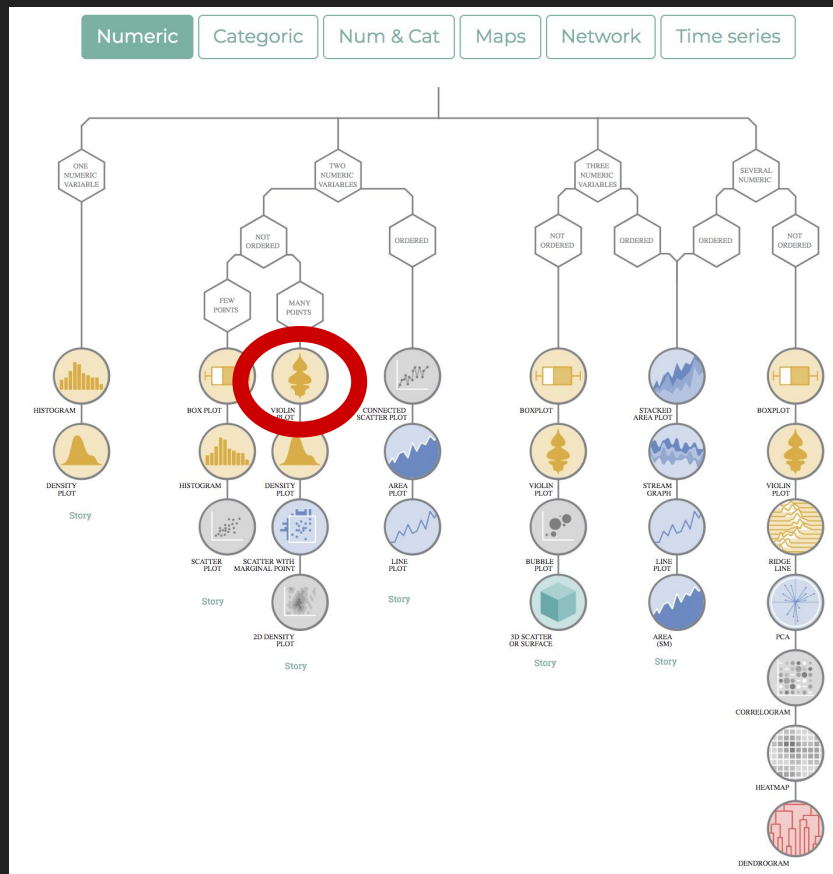 Numeric
Categoric
Num & Cat
Maps
Network
Time series
ONE
NUMERIC
VARIABLE
TWO
NUMERIC
VARIABLES
THREE
NUMERIC
VARIABLES
SEVERAL
NUMERIC
NOT
ORDERED
ORDERED
NOT
ORDERED
ORDERED
ORDERED
NOT
ORDERED
FEW
POINTS
MANY
POINTS
HISTOGRAM
DENSITY
PLOT
Story
BOX PLOT
HISTOGRAM
SCATTER
PLOT
Story
VIOLIN
PLOT
DENSITY
PLOT
SCATTER WITH
MARGINAL POINT
2D DENSITY
PLOT
Story
CONNECTED
SCATTER PLOT
AREA
PLOT
LINE
PLOT
Story
BOXPLOT
VIOLIN
PLOT
BUBBLE
PLOT
3D SCATTER
OR SURFACE
Story
STACKED
AREA PLOT
STREAM
GRAPH
LINE
PLOT
AREA
(SM)
Story
BOXPLOT
VIOLIN
PLOT
RIDGE
LINE
PCA
CORRELOGRAM
HEATMAP
DENDROGRAM